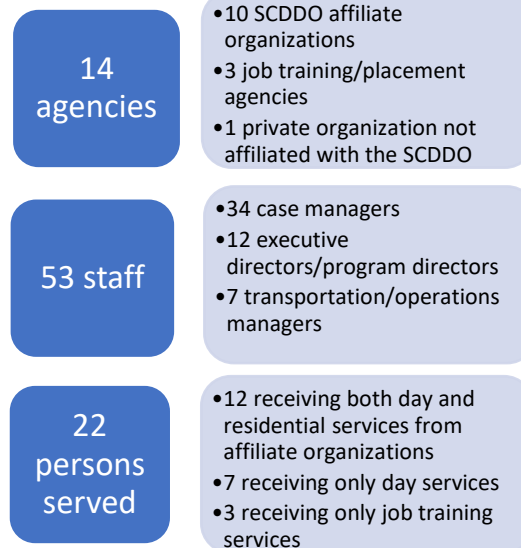 14
agencies
•10 SCDDO affiliate
organizations
•3 job training/placement
agencies
•1 private organization not
affiliated with the SCDDO
53 staff
•34 case managers
•12 executive
directors/program directors
•7 transportation/operations
managers
22
persons
served
•12 receiving both day and
residential services from
affiliate organizations
•7 receiving only day services
•3 receiving only job training
services